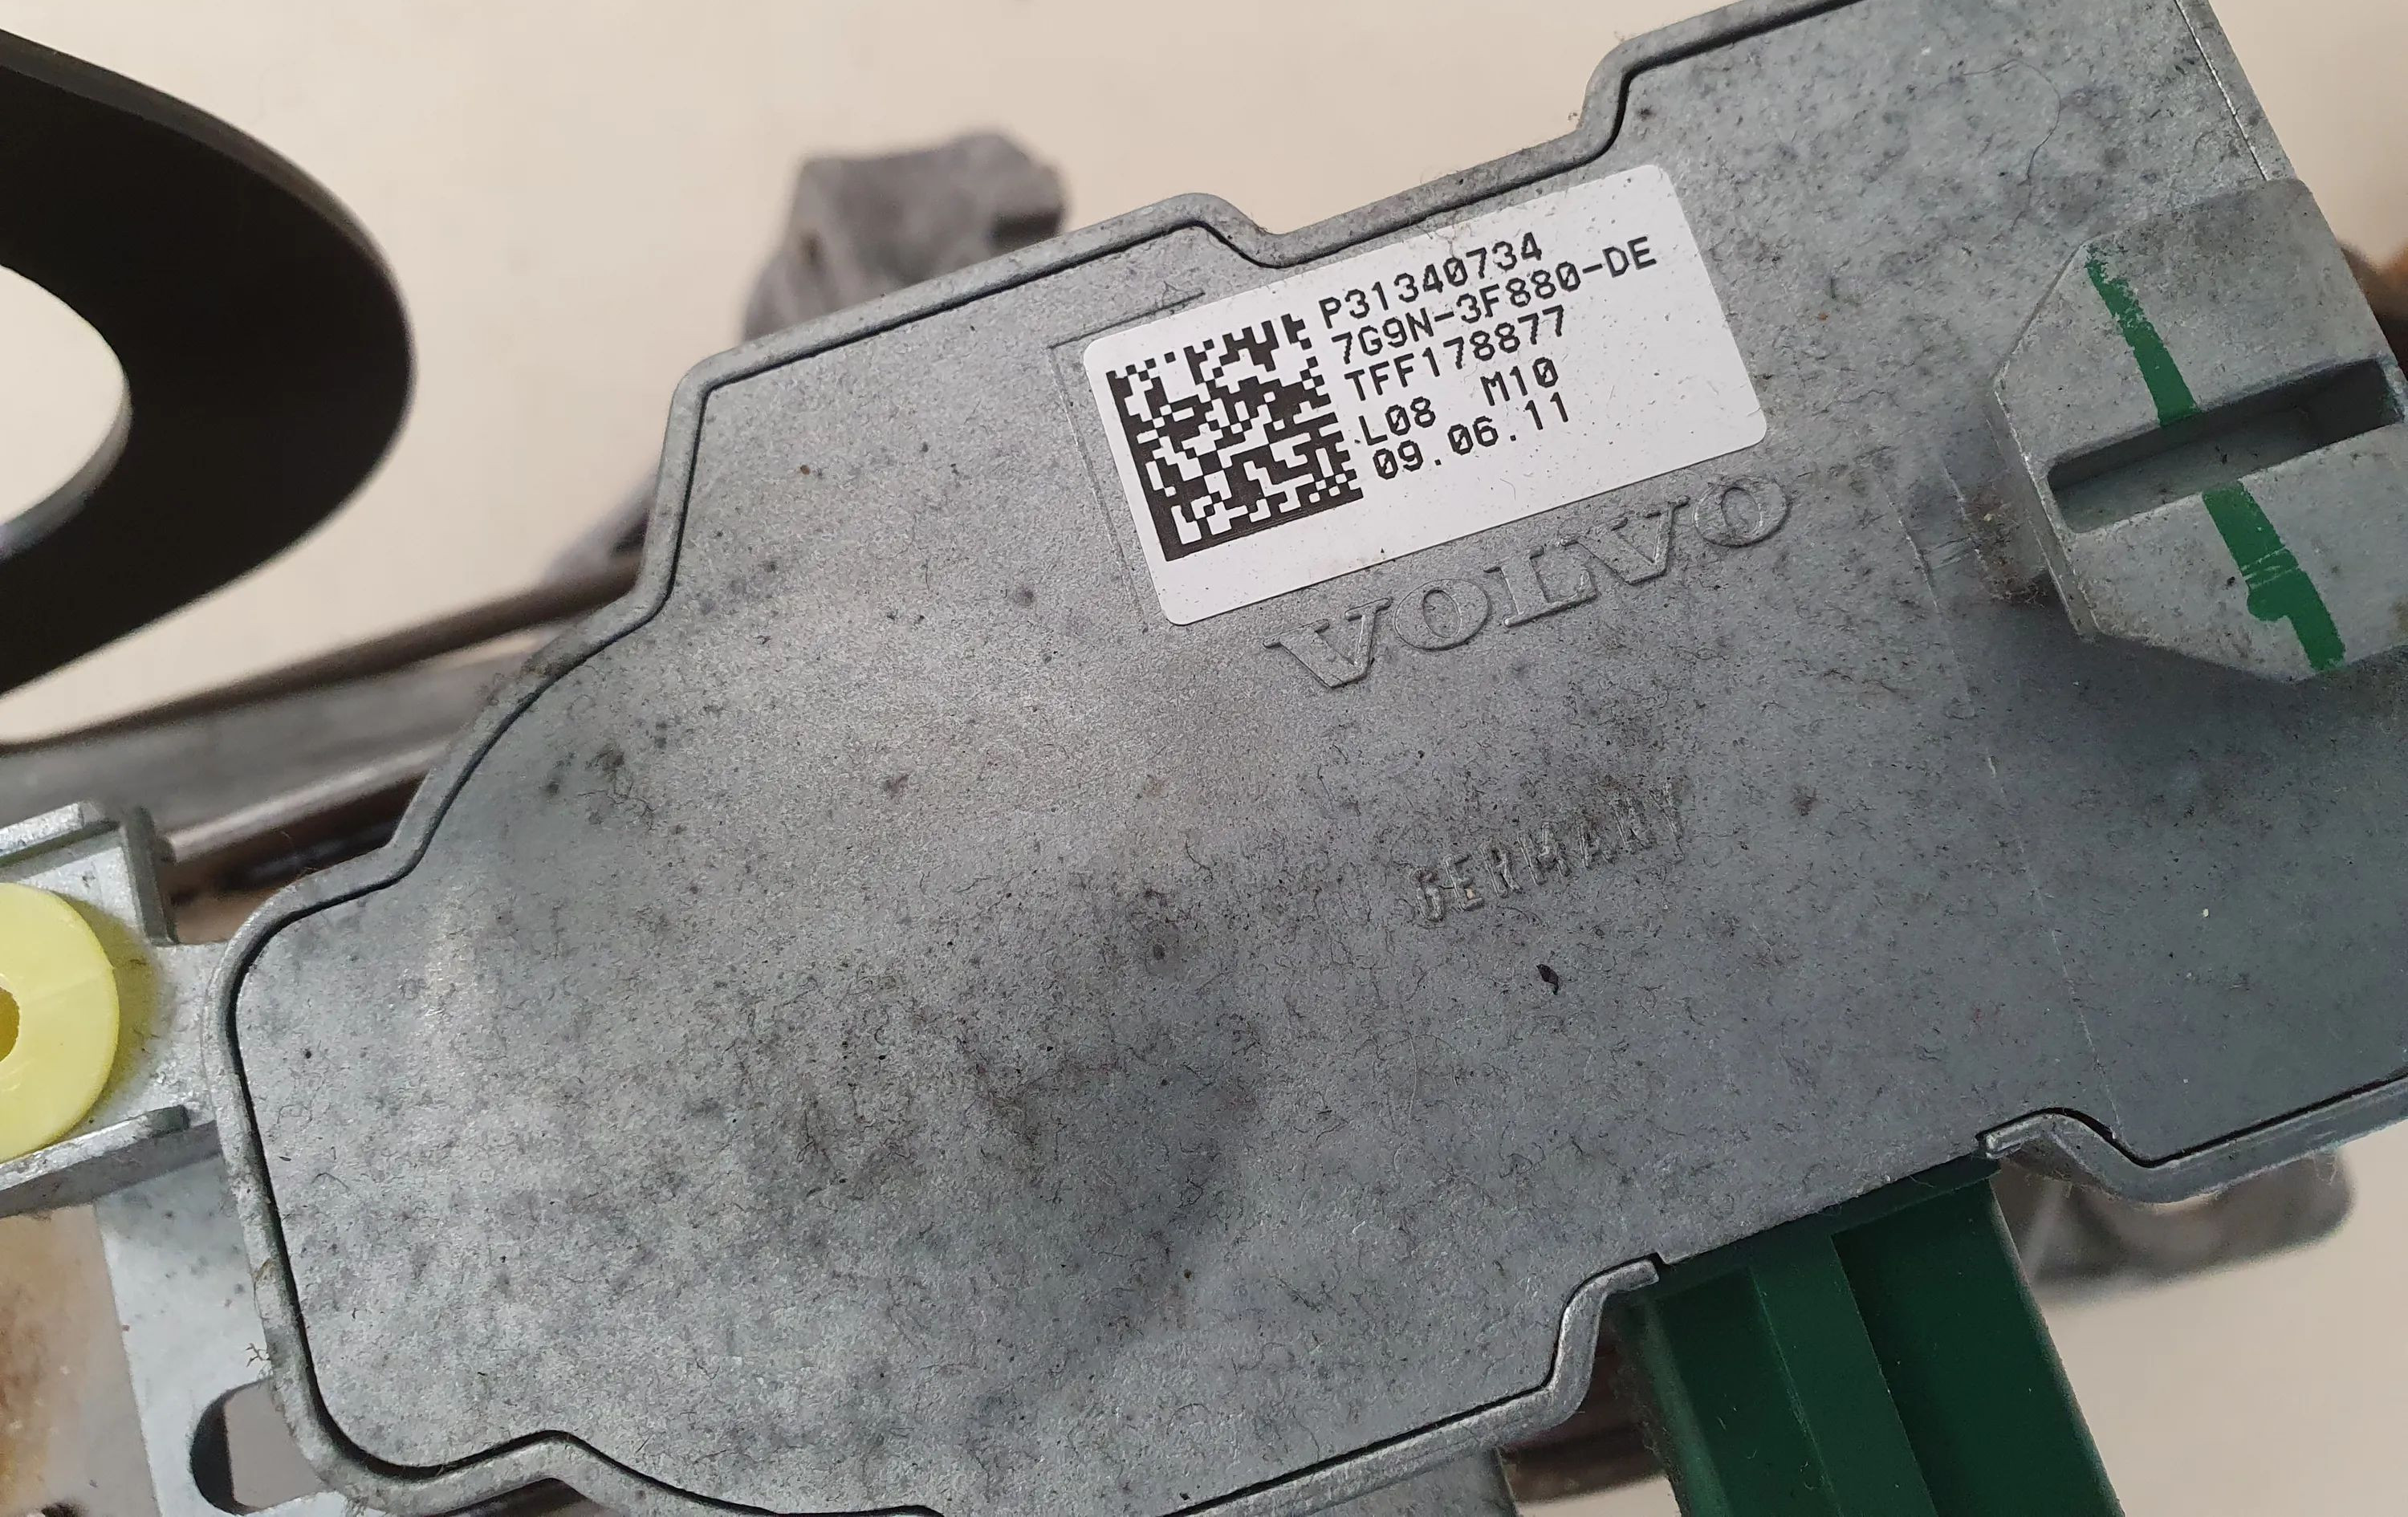 P31340734
7G9N-3F880-DE
TFF178877
L08 M10
09.06.11
VOLVO
GERMANY